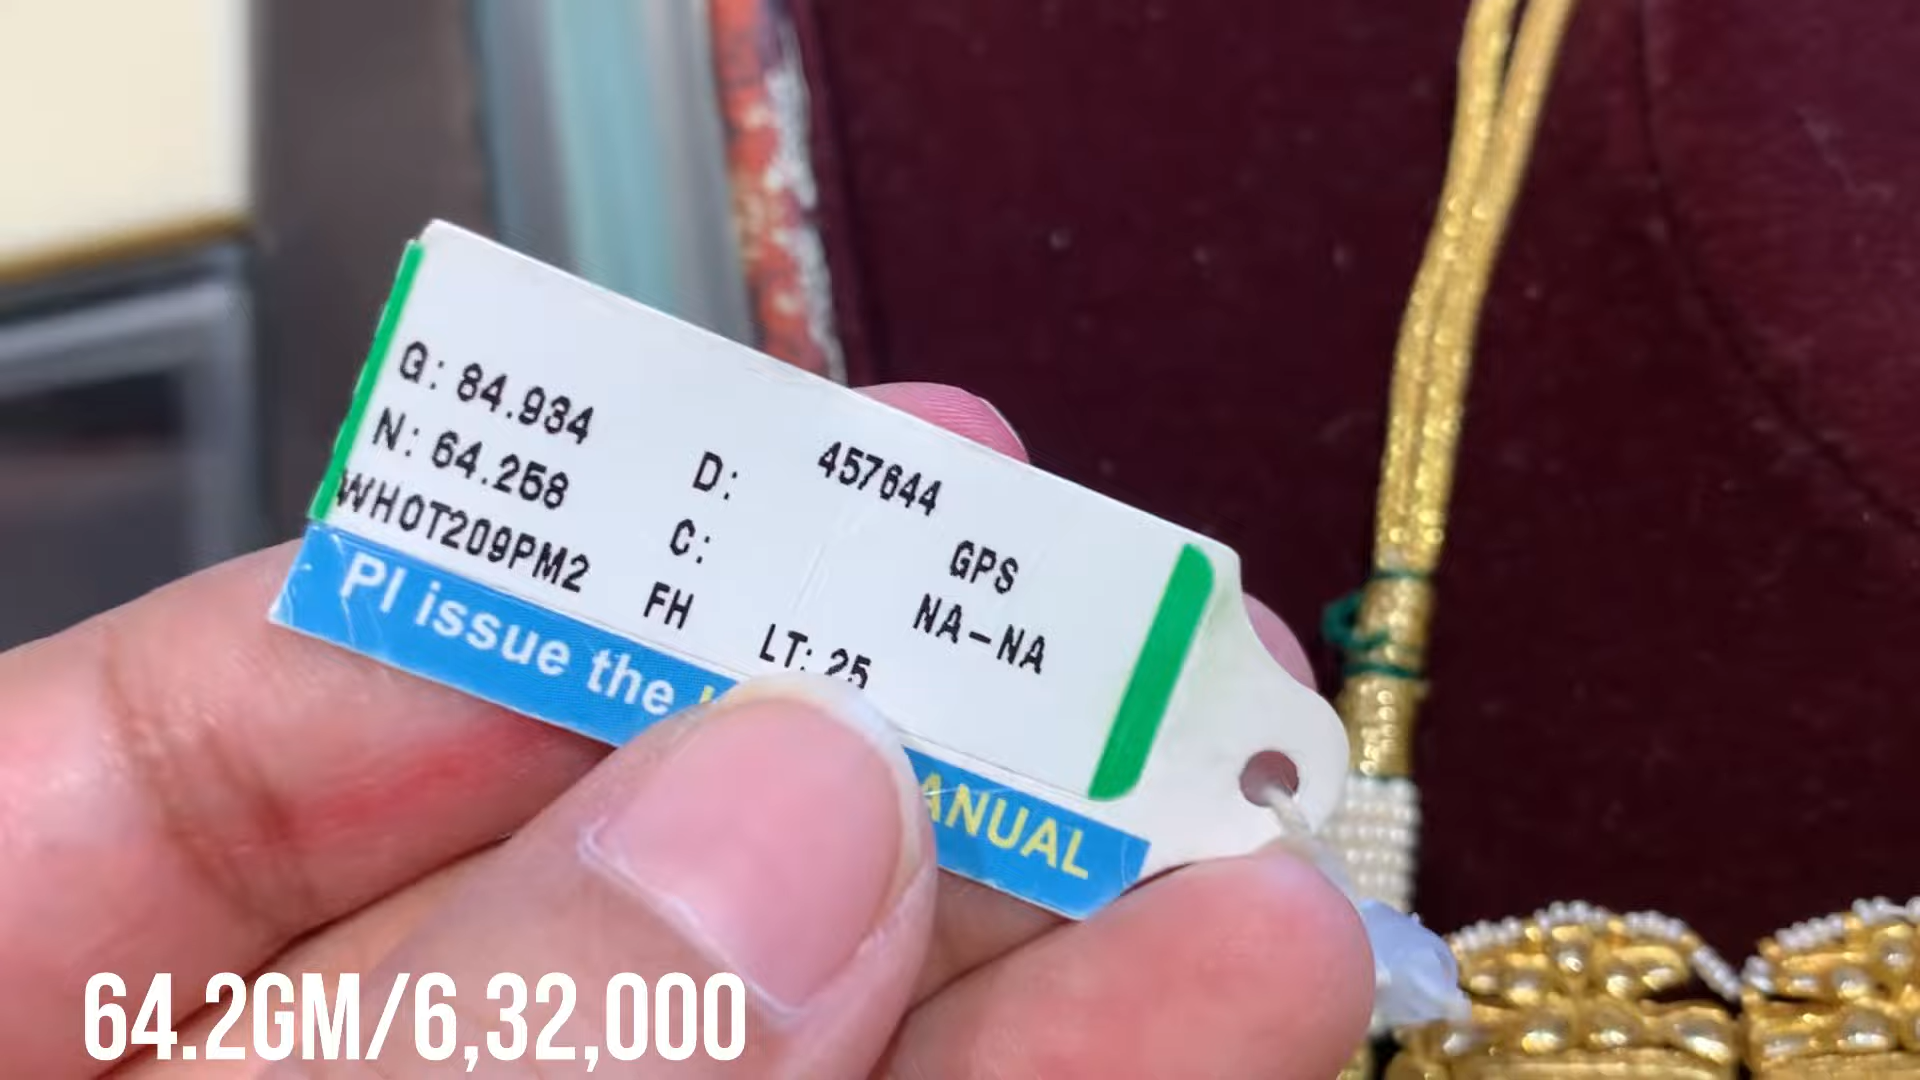 G: 84.934
N: 64.258
WHOT209PM2
D: 457644
C: GPS
FH NA-NA
LT: 25
PI issue the
ANUAL
64.2GM/6,32,000